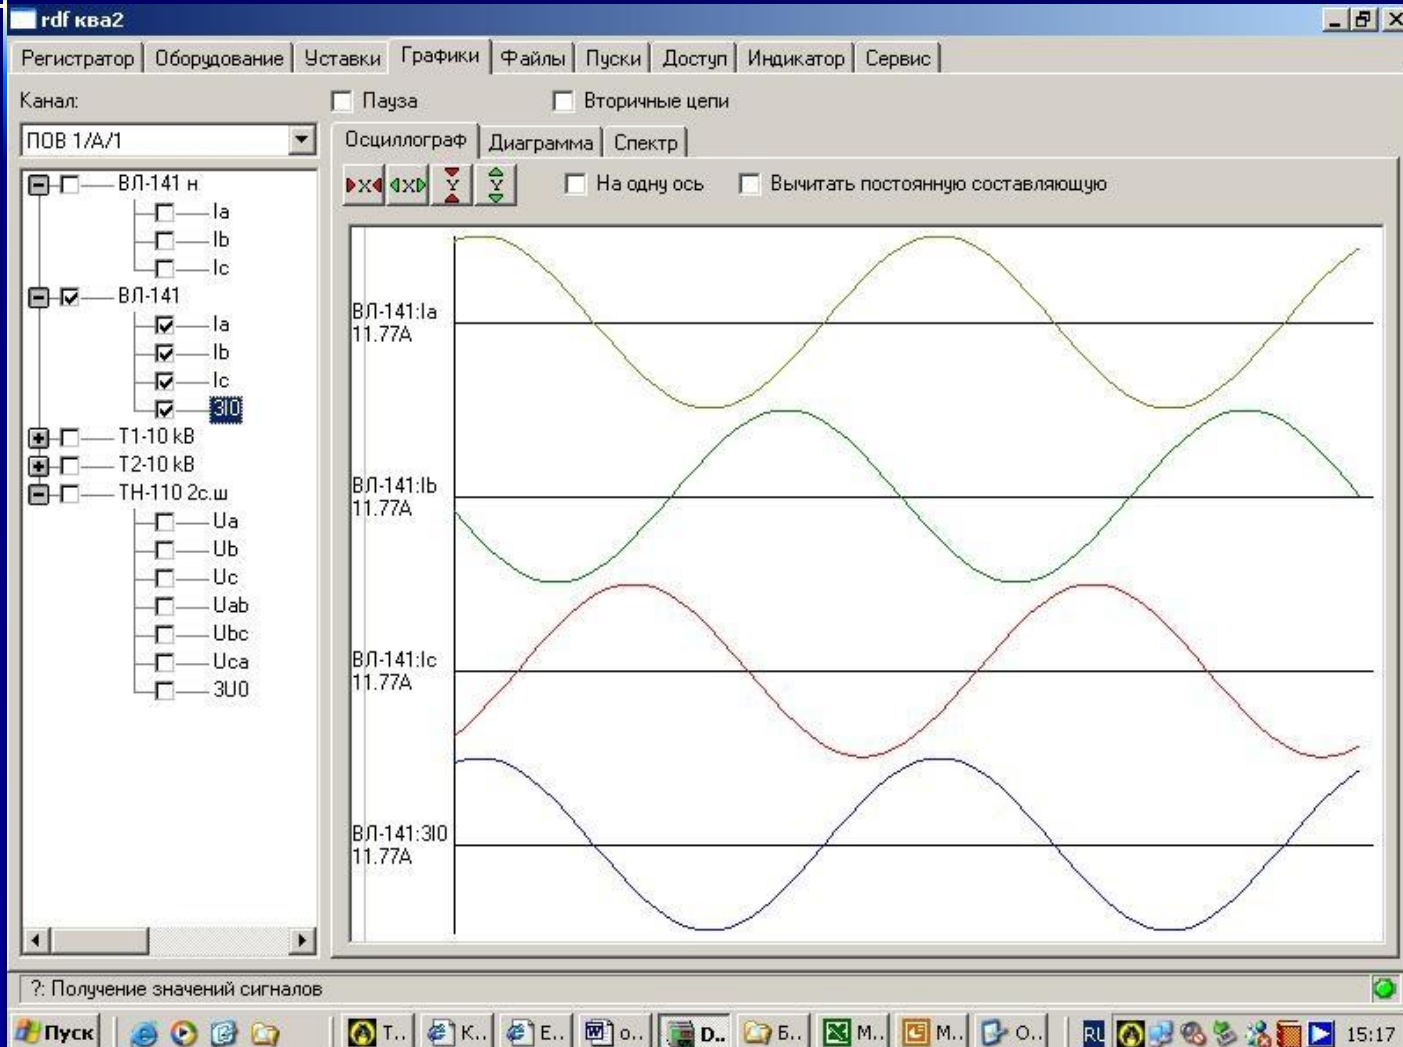 rdf ква2
Регистратор Оборудование Уставки Графики Файлы Пуски Доступ Индикатор Сервис
Канал:
Пауза
Вторичные цепи
ПОВ 1/А/1
Осциллограф Диаграмма Спектр
X X Y Y
На одну ось
Вычитать постоянную составляющую
ВЛ-141 н
Ia
Ib
Ic
ВЛ-141
Ia
Ib
Ic
3I0
Т1-10 kВ
Т2-10 kВ
ТН-110 2с.ш
Ua
Ub
Uc
Uab
Ubc
Uca
3U0
ВЛ-141:Ia
11.77A
ВЛ-141:Ib
11.77A
ВЛ-141:Ic
11.77A
ВЛ-141:3I0
11.77A
?: Получение значений сигналов
Пуск Т.. К.. Е.. о.. D.. Б.. М.. М.. О.. RU 15:17